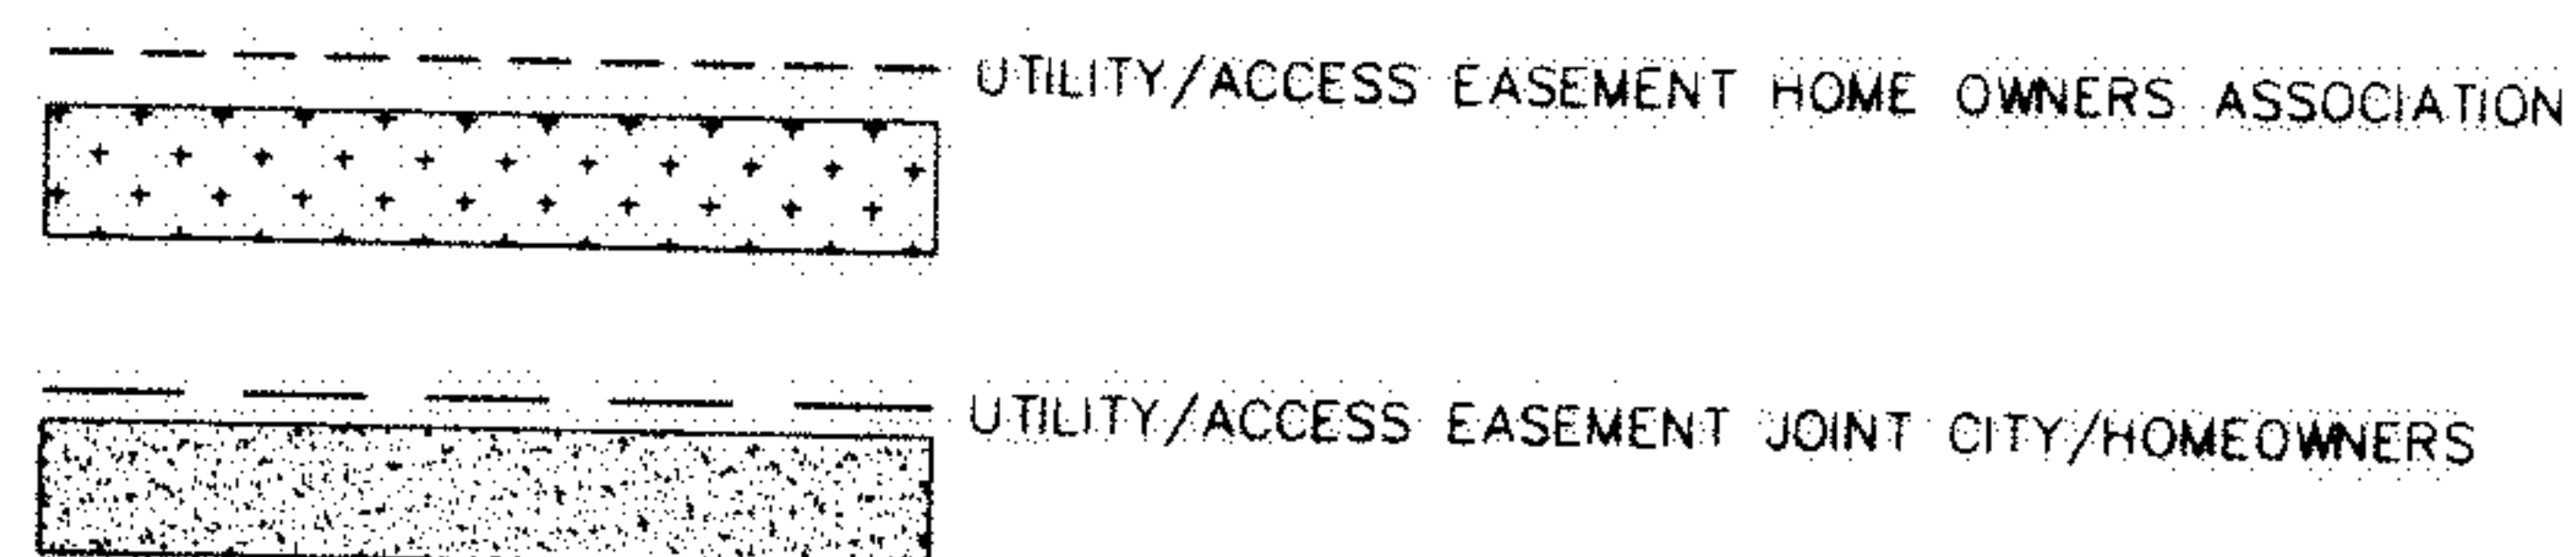 UTILITY/ACCESS EASEMENT HOME OWNERS ASSOCIATION
UTILITY/ACCESS EASEMENT JOINT CITY/HOMEOWNERS